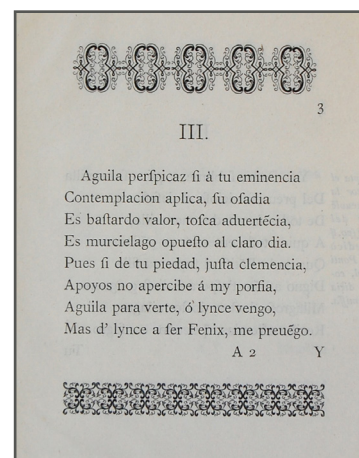 3
III.
Aguila perſpicaz ſi à tu eminencia
Contemplacion aplica, ſu oſadia
Es baſtardo valor, toſca aduertẽcia,
Es murcielago opueſto al claro dia.
Pues ſi de tu piedad, juſta clemencia,
Apoyos no apercibe á my porfia,
Aguila para verte, ó lynce vengo,
Mas d' lynce a ſer Fenix, me preuẽgo.
A 2 Y